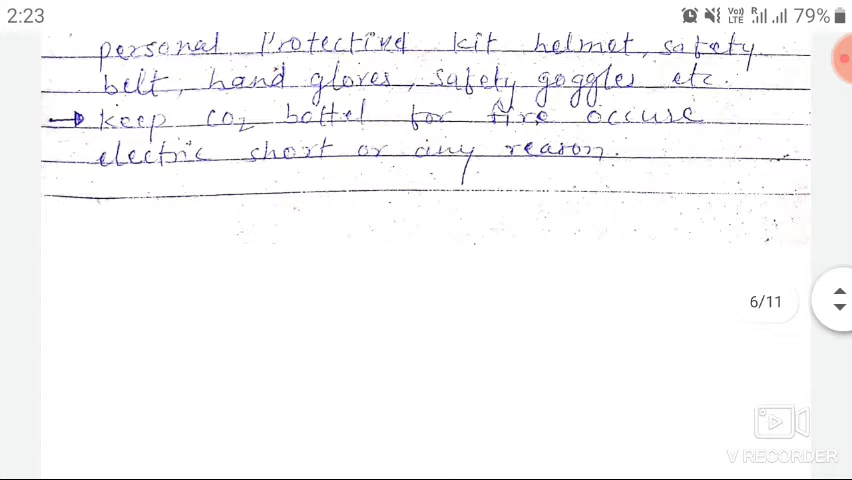 2:23 79%
personal Protectived kit helmet, safety
belt, hand gloves, safety goggles etc.
→ keep CO₂ bottel for fire occure
electric short or any reason.
6/11
V RECORDER